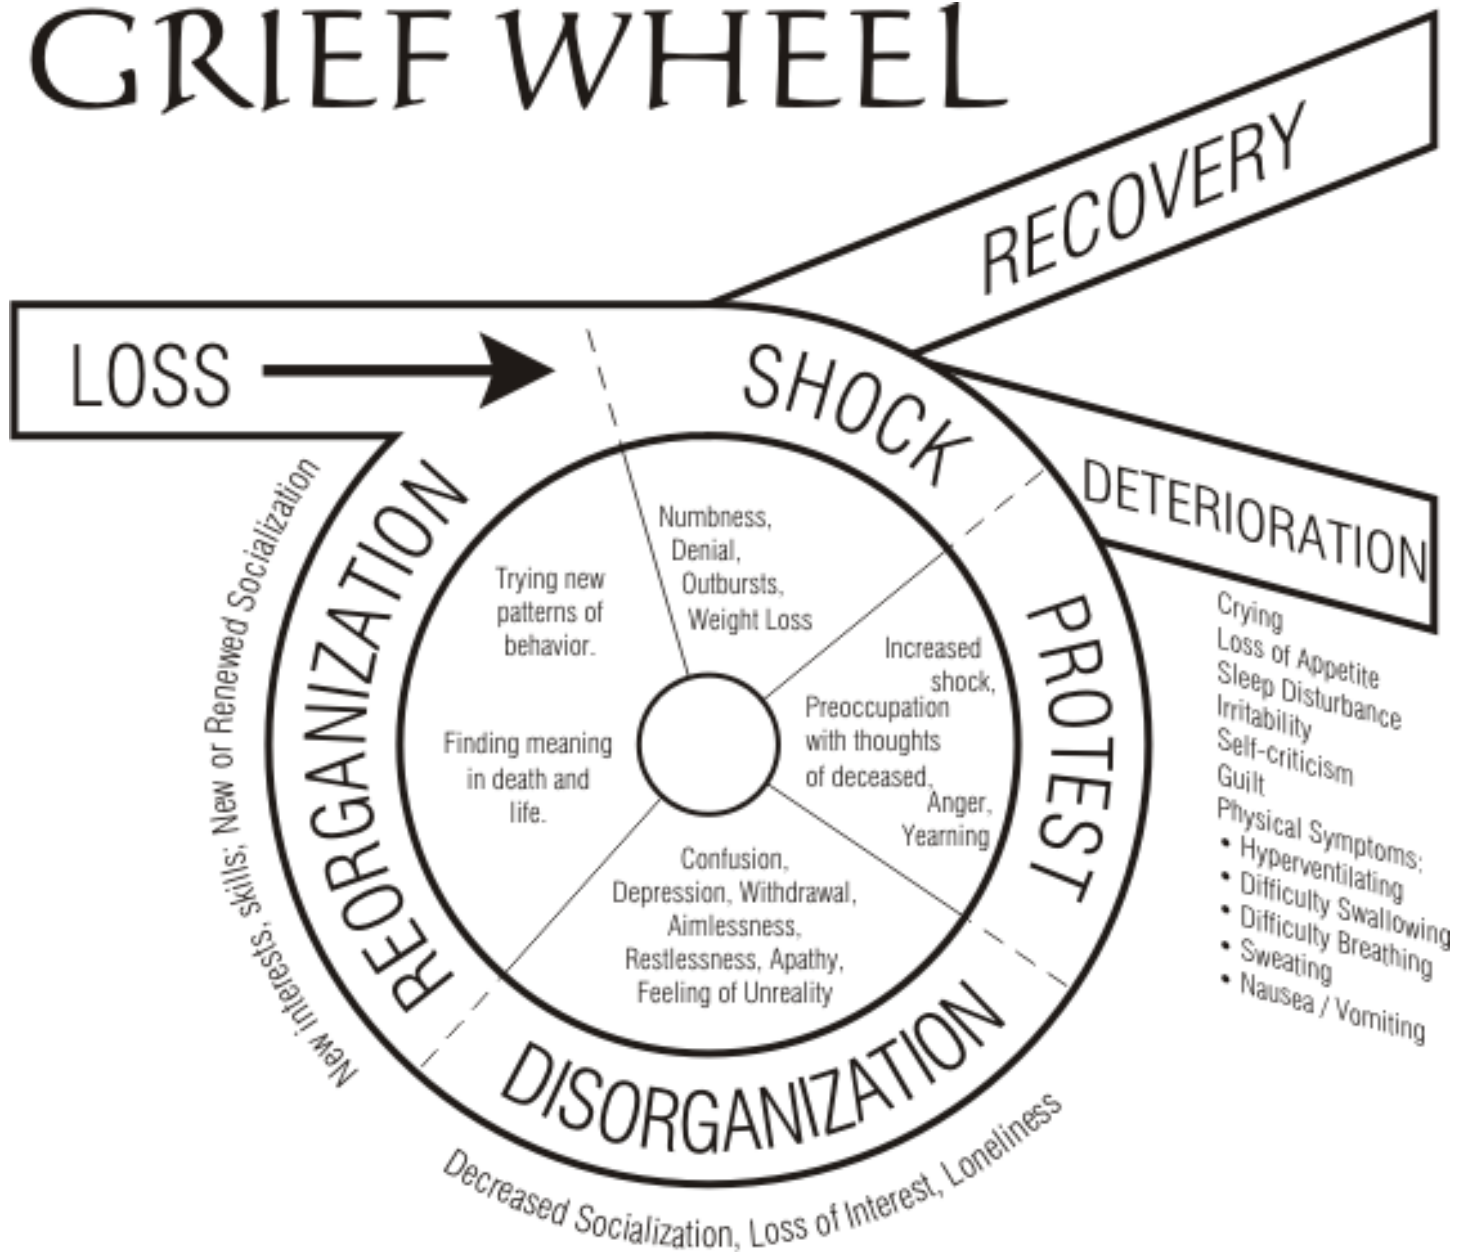 GRIEF WHEEL
RECOVERY
LOSS
SHOCK
DETERIORATION
Crying
Loss of Appetite
Sleep Disturbance
Irritability
Self-criticism
Guilt
Physical Symptoms:
• Hyperventilating
• Difficulty Swallowing
• Difficulty Breathing
• Sweating
• Nausea / Vomiting
Numbness,
Denial,
Outbursts,
Weight Loss
PROTEST
Increased
shock,
Preoccupation
with thoughts
of deceased,
Anger,
Yearning
DISORGANIZATION
Confusion,
Depression, Withdrawal,
Aimlessness,
Restlessness, Apathy,
Feeling of Unreality
Decreased Socialization, Loss of Interest, Loneliness
REORGANIZATION
Trying new
patterns of
behavior.
Finding meaning
in death and
life.
New interests, skills; New or Renewed Socialization